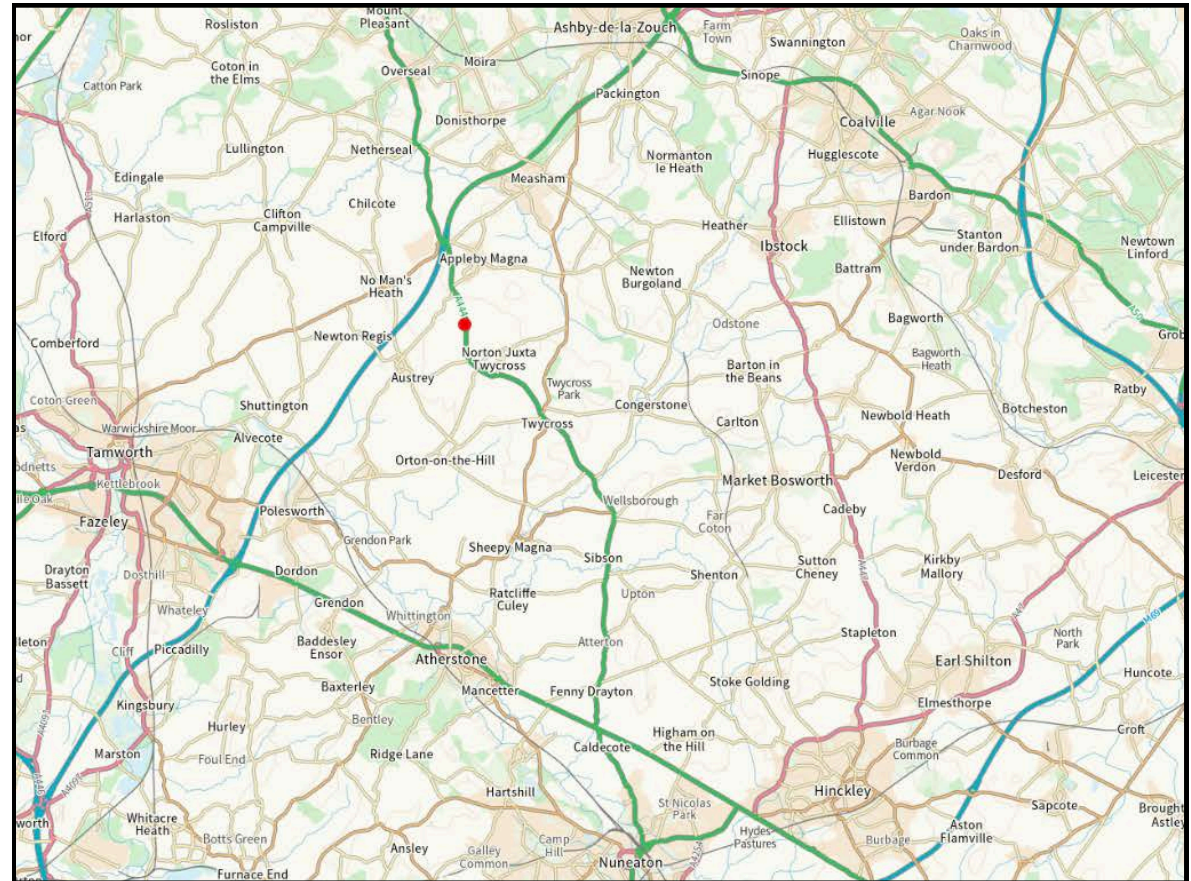 Mount
Pleasant
Rosliston
Ashby-de-la-Zouch
Farm
Town
Swannington
Oaks in
Charnwood
Coton in
the Elms
Moira
Overseal
Sinope
Catton Park
Packington
Agar Nook
Donisthorpe
Coalville
Lullington
Netherseal
Normanton
le Heath
Hugglescote
Edingale
Measham
Bardon
A513
Chilcote
Harlaston
Clifton
Campville
Heather
Ellistown
Elford
Stanton
under Bardon
Newtown
Linford
Ibstock
Appleby Magna
No Man's
Heath
Newton
Burgoland
Battram
A444
A50
Bagworth
Odstone
Newton Regis
Comberford
Norton Juxta
Twycross
Bagworth
Heath
Barton in
the Beans
Austrey
Twycross
Park
Ratby
Coton Green
Shuttington
Congerstone
Newbold Heath
Botcheston
Carlton
Warwickshire Moor
Alvecote
Twycross
Tamworth
Newbold
Verdon
Orton-on-the-Hill
Desford
Leicester
Kettlebrook
Market Bosworth
Wellsborough
Polesworth
Far
Coton
Cadeby
Fazeley
Grendon Park
Sheepy Magna
Sibson
Drayton
Bassett
Dosthill
Dordon
Shenton
Sutton
Cheney
Kirkby
Mallory
A447
A47
Ratcliffe
Culey
Upton
Grendon
Whateley
Whittington
M69
Baddesley
Ensor
Atterton
Stapleton
North
Park
Cliff
Piccadilly
Atherstone
Earl Shilton
Huncote
Baxterley
Mancetter
Fenny Drayton
Stoke Golding
Kingsbury
Elmesthorpe
Bentley
A4091
Hurley
Higham on
the Hill
Croft
Marston
Foul End
Ridge Lane
Caldecote
Burbage
Common
A446
A4097
Hartshill
Hinckley
St Nicolas
Park
Sapcote
Whitacre
Heath
Botts Green
Camp
Hill
Hydes
Pastures
Aston
Flamville
Burbage
Ansley
Galley
Common
Nuneaton
A4254
Furnace End